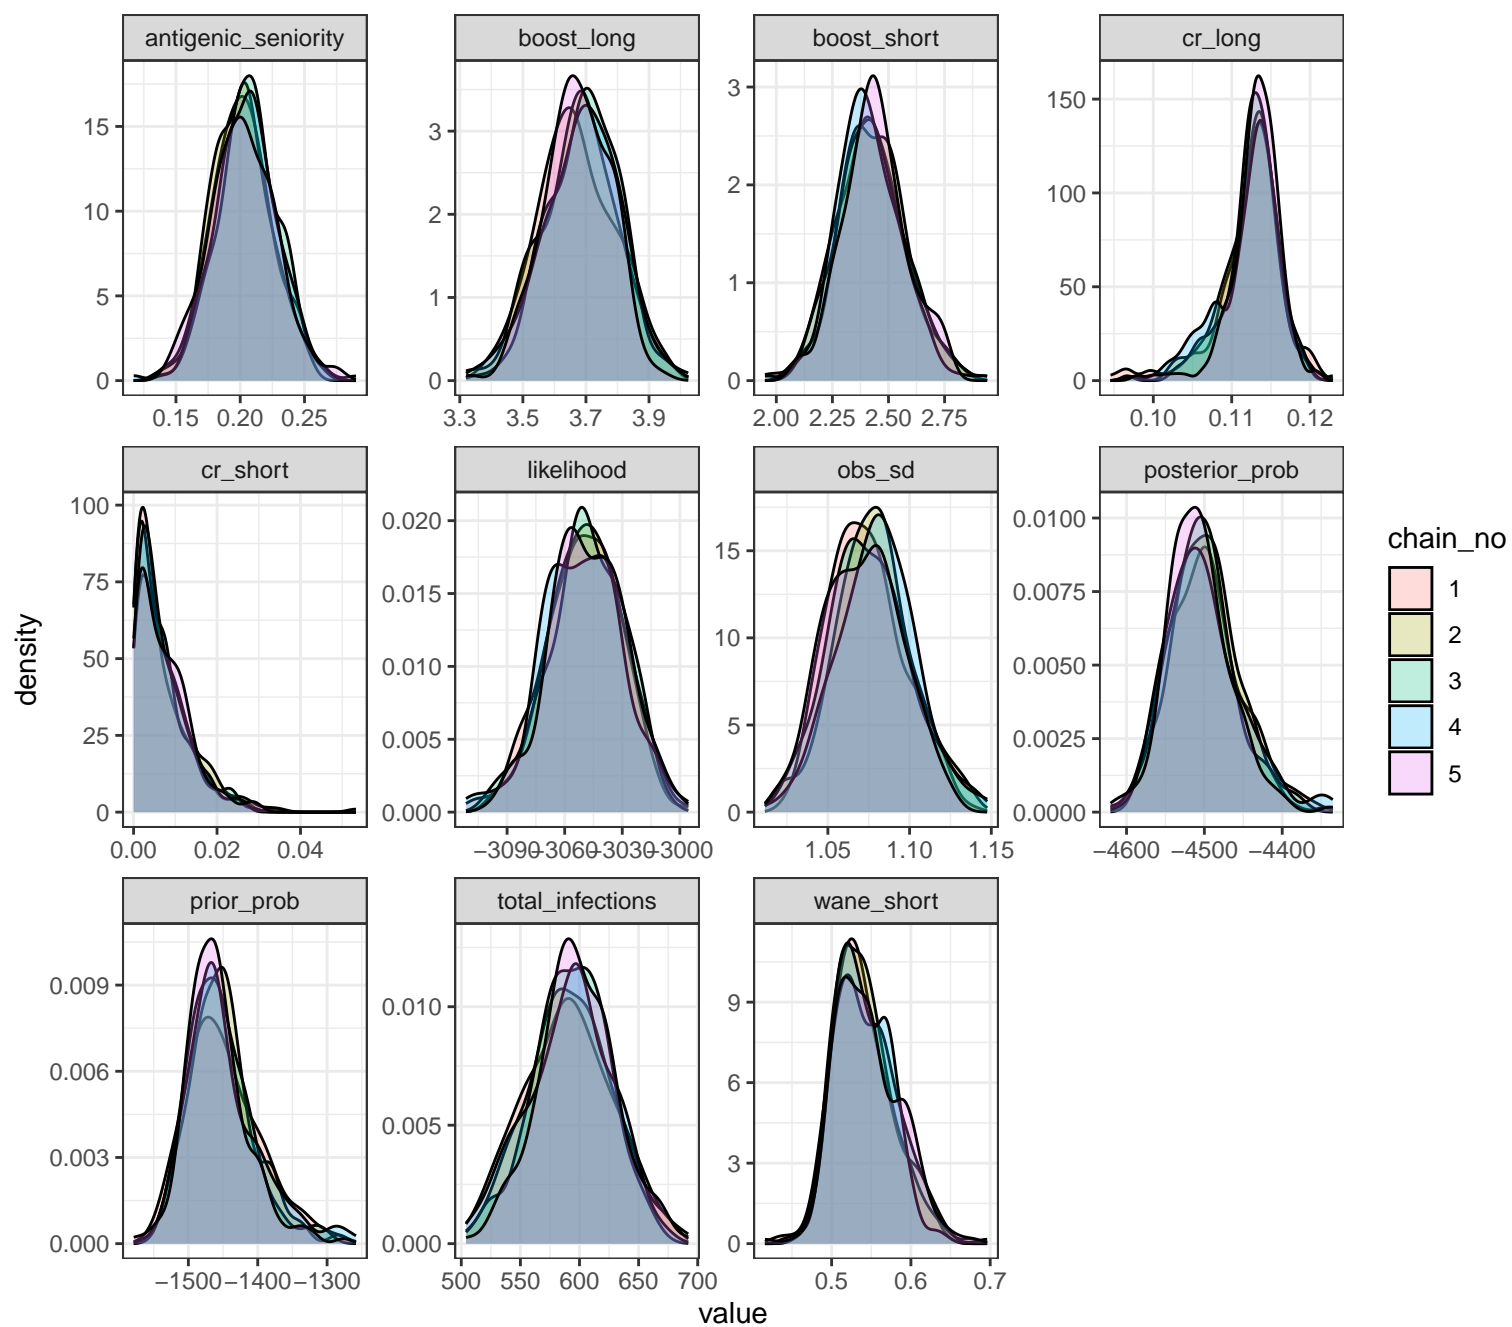 antigenic_seniority
boost_long
boost_short
cr_long
15
10
5
0
0.15 0.20 0.25
3
2
1
0
3.3 3.5 3.7 3.9
3
2
1
0
2.00 2.25 2.50 2.75
150
100
50
0
0.10 0.11 0.12
cr_short
likelihood
obs_sd
posterior_prob
100
75
50
25
0
0.00 0.02 0.04
0.020
0.015
0.010
0.005
0.000
−3090 −3060 −3030 −3000
15
10
5
0
1.05 1.10 1.15
0.0100
0.0075
0.0050
0.0025
0.0000
−4600 −4500 −4400
prior_prob
total_infections
wane_short
0.009
0.006
0.003
0.000
−1500 −1400 −1300
0.010
0.005
0.000
500 550 600 650 700
9
6
3
0
0.5 0.6 0.7
density
value
chain_no
1
2
3
4
5